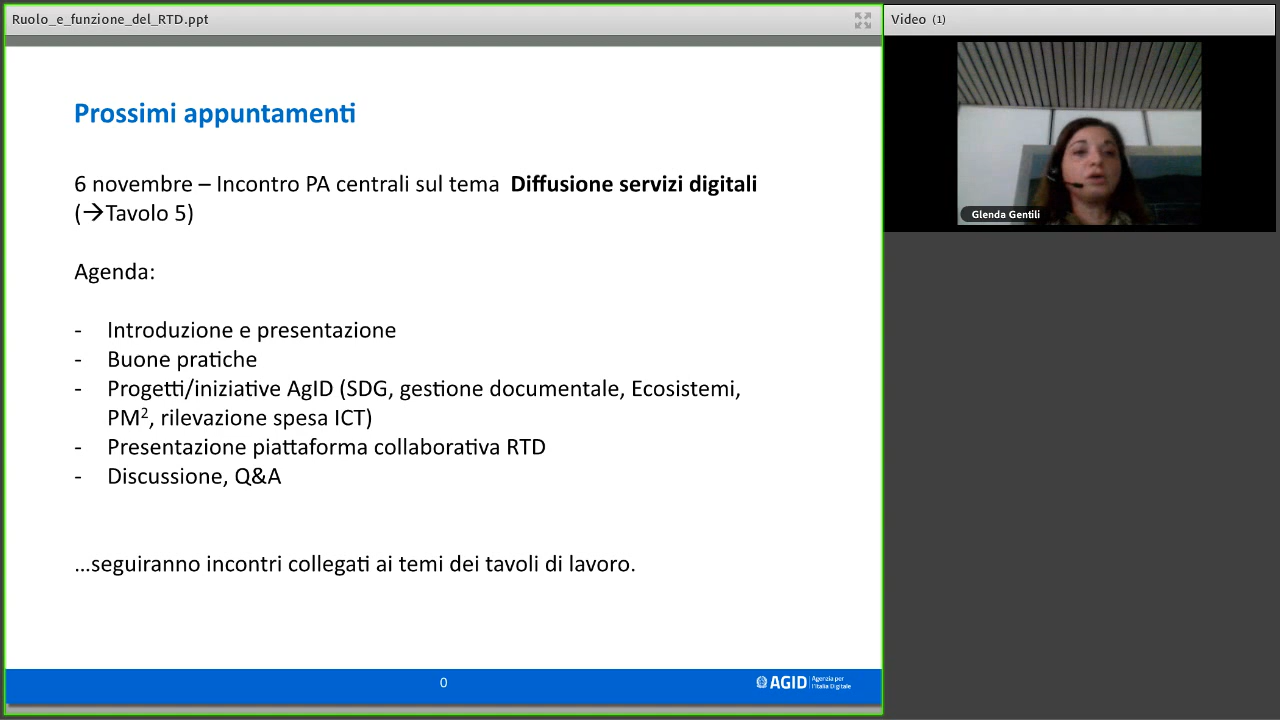 Ruolo_e_funzione_del_RTD.ppt
Video (1)
Glenda Gentili
Prossimi appuntamenti
6 novembre – Incontro PA centrali sul tema Diffusione servizi digitali
(→Tavolo 5)
Agenda:
- Introduzione e presentazione
- Buone pratiche
- Progetti/iniziative AgID (SDG, gestione documentale, Ecosistemi,
PM², rilevazione spesa ICT)
- Presentazione piattaforma collaborativa RTD
- Discussione, Q&A
...seguiranno incontri collegati ai temi dei tavoli di lavoro.
0
AGID Agenzia per
l'Italia Digitale